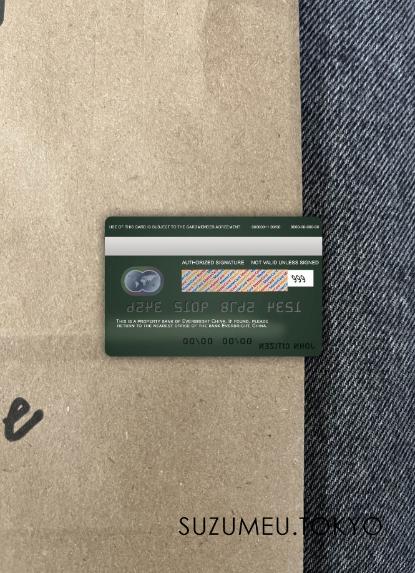 USE OF THIS CARD IS SUBJECT TO THE CARDMEMBER AGREEMENT
AUTHORIZED SIGNATURE NOT VALID UNLESS SIGNED
999
THIS IS A PROPERTY BANK OF EVERBRIGHT CHINA. IF FOUND, PLEASE
RETURN TO THE NEAREST OFFICE OF THE BANK EVERBRIGHT, CHINA.
00/00 00/00
JOHN CITIZEN
e
SUZUMEU.TOKYO